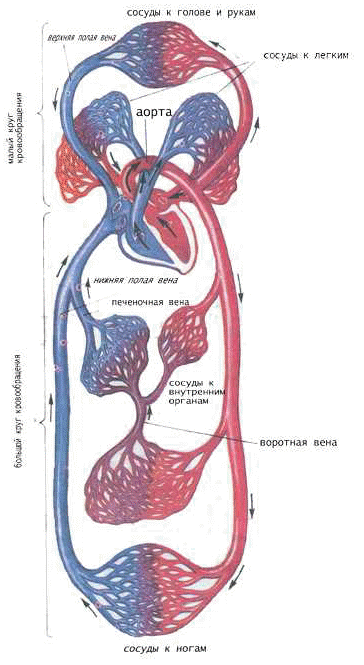 сосуды к голове и рукам
верхняя полая вена
сосуды к легким
аорта
малый круг
кровообращения
нижняя полая вена
печеночная вена
сосуды к
внутренним
органам
большой круг кровообращения
воротная вена
сосуды к ногам